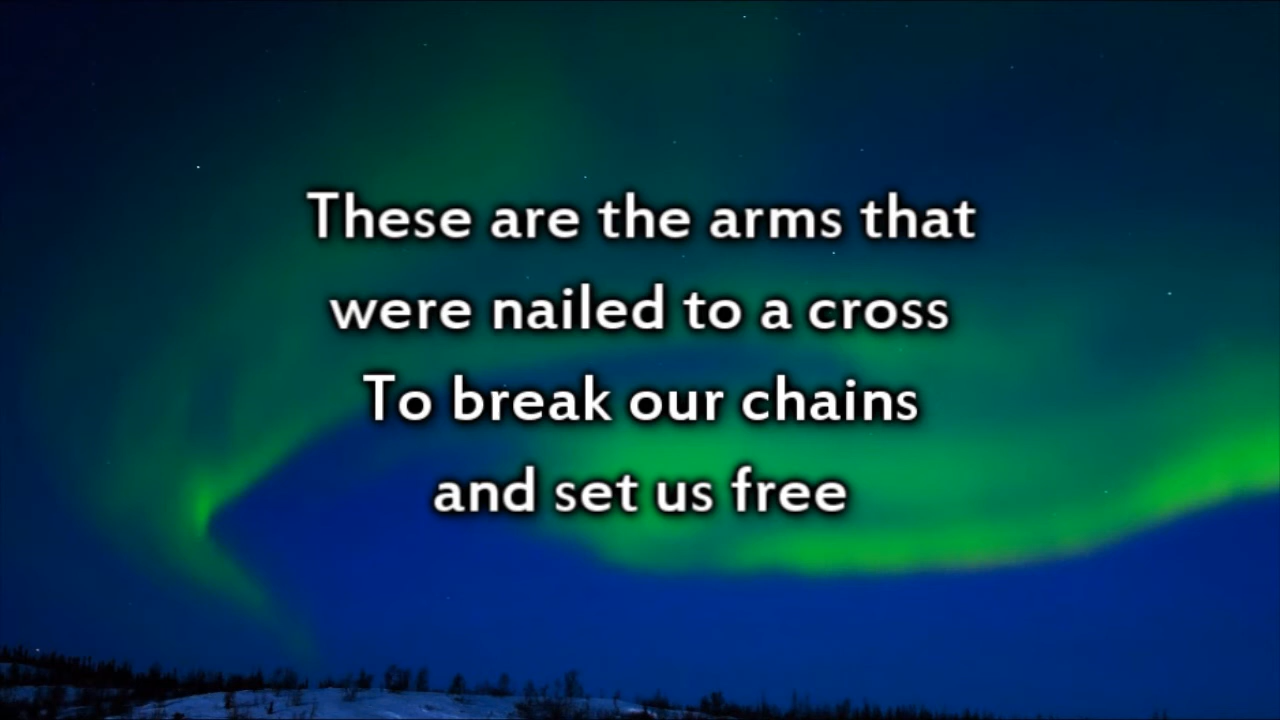 These are the arms that
were nailed to a cross
To break our chains
and set us free